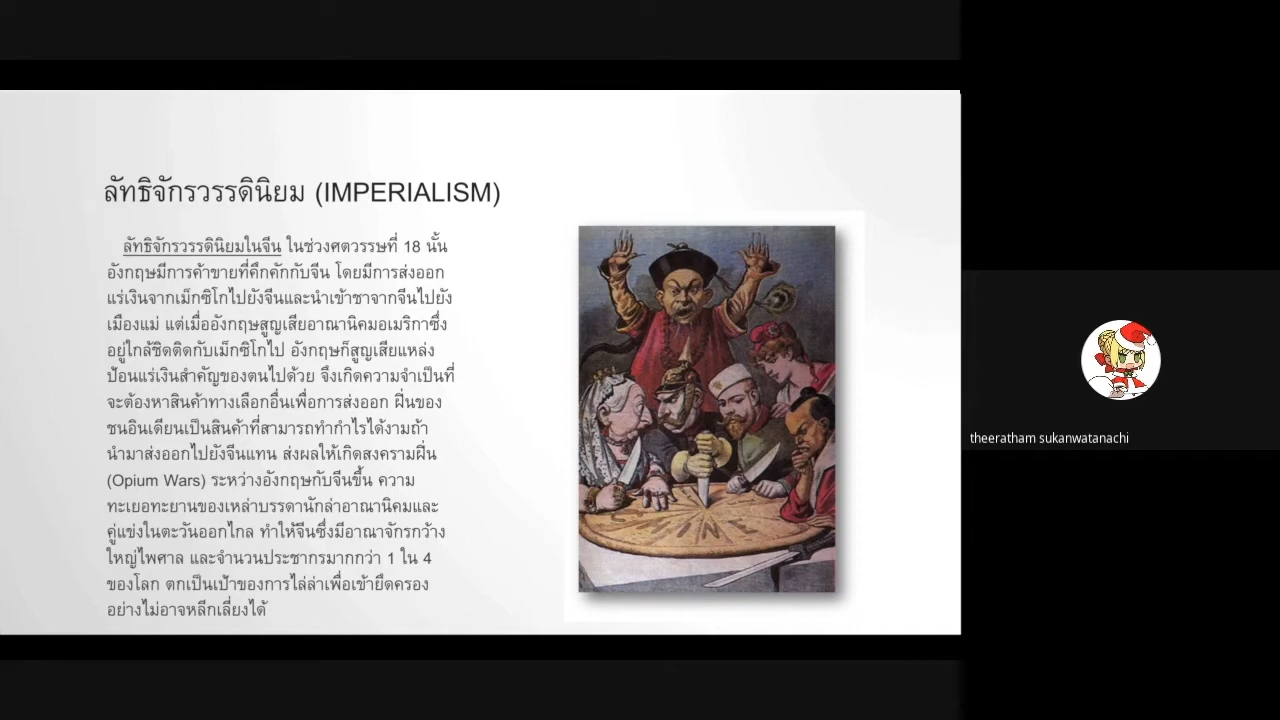 ลัทธิจักรวรรดินิยม (IMPERIALISM)
ลัทธิจักรวรรดินิยมในจีน ในช่วงศตวรรษที่ 18 นั้น
อังกฤษมีการค้าขายที่คึกคักกับจีน โดยมีการส่งออก
แร่เงินจากเม็กซิโกไปยังจีนและนำเข้าชาจากจีนไปยัง
เมืองแม่ แต่เมื่ออังกฤษสูญเสียอาณานิคมอเมริกาซึ่ง
อยู่ใกล้ชิดติดกับเม็กซิโกไป อังกฤษก็สูญเสียแหล่ง
ป้อนแร่เงินสำคัญของตนไปด้วย จึงเกิดความจำเป็นที่
จะต้องหาสินค้าทางเลือกอื่นเพื่อการส่งออก ฝิ่นของ
ชนอินเดียนเป็นสินค้าที่สามารถทำกำไรได้งามถ้า
นำมาส่งออกไปยังจีนแทน ส่งผลให้เกิดสงครามฝิ่น
(Opium Wars) ระหว่างอังกฤษกับจีนขึ้น ความ
ทะเยอทะยานของเหล่าบรรดานักล่าอาณานิคมและ
คู่แข่งในตะวันออกไกล ทำให้จีนซึ่งมีอาณาจักรกว้าง
ใหญ่ไพศาล และจำนวนประชากรมากกว่า 1 ใน 4
ของโลก ตกเป็นเป้าของการไล่ล่าเพื่อเข้ายึดครอง
อย่างไม่อาจหลีกเลี่ยงได้
CHINE
theeratham sukanwatanachi